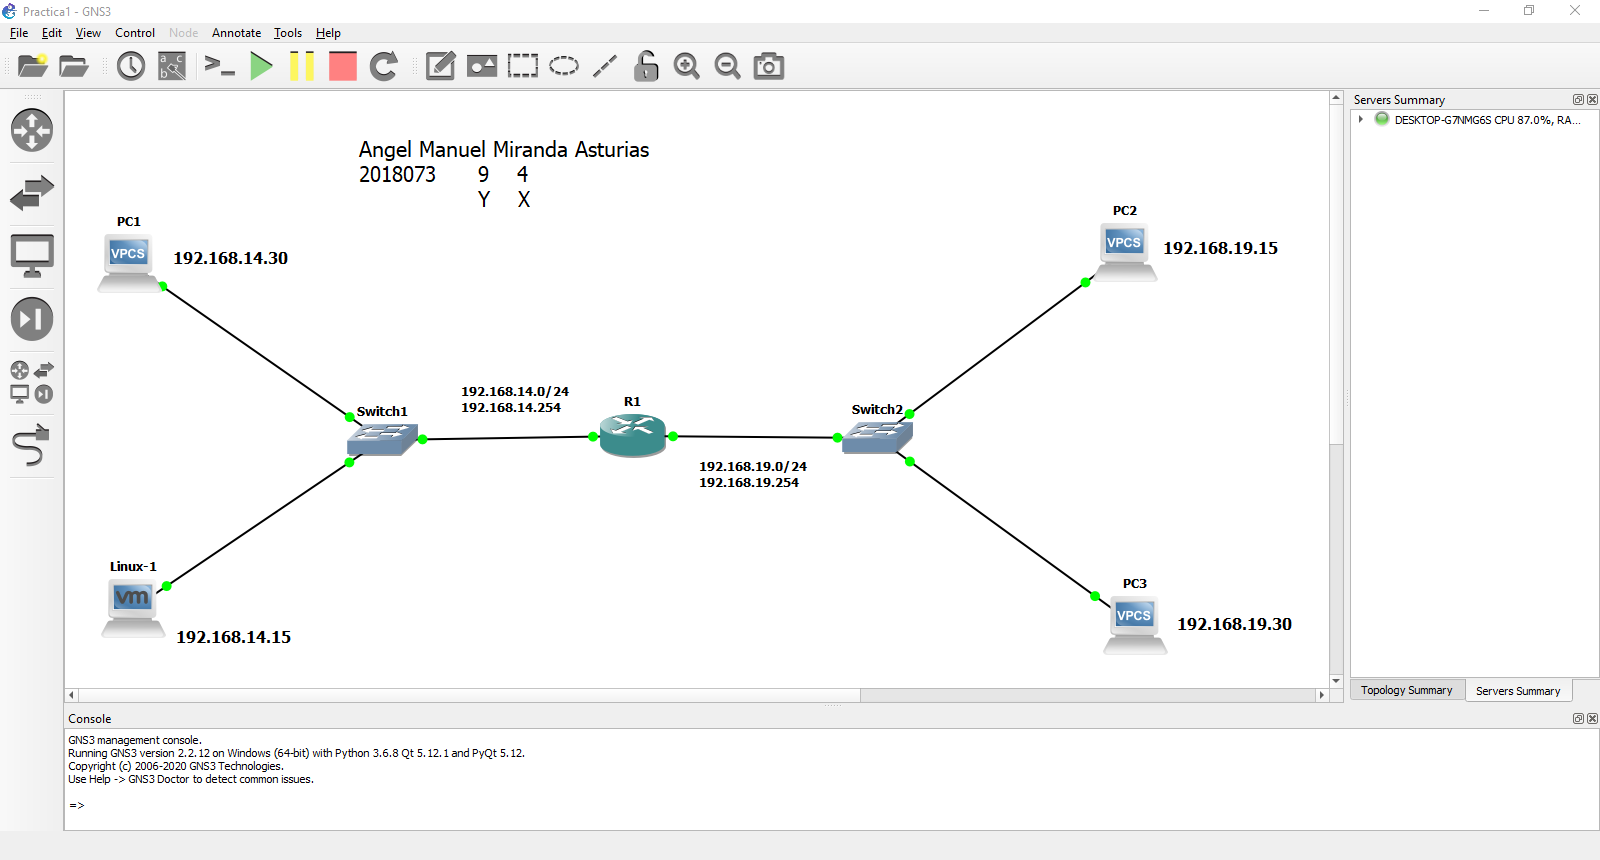 Practica1 - GNS3
File Edit View Control Node Annotate Tools Help
Servers Summary
DESKTOP-G7NMG6S CPU 87.0%, RA...
Angel Manuel Miranda Asturias
2018073 9 4
Y X
PC1
VPCS
192.168.14.30
PC2
VPCS
192.168.19.15
192.168.14.0/24
192.168.14.254
Switch1
R1
Switch2
192.168.19.0/24
192.168.19.254
Linux-1
vm
192.168.14.15
PC3
VPCS
192.168.19.30
Topology Summary Servers Summary
Console
GNS3 management console.
Running GNS3 version 2.2.12 on Windows (64-bit) with Python 3.6.8 Qt 5.12.1 and PyQt 5.12.
Copyright (c) 2006-2020 GNS3 Technologies.
Use Help -> GNS3 Doctor to detect common issues.
=>